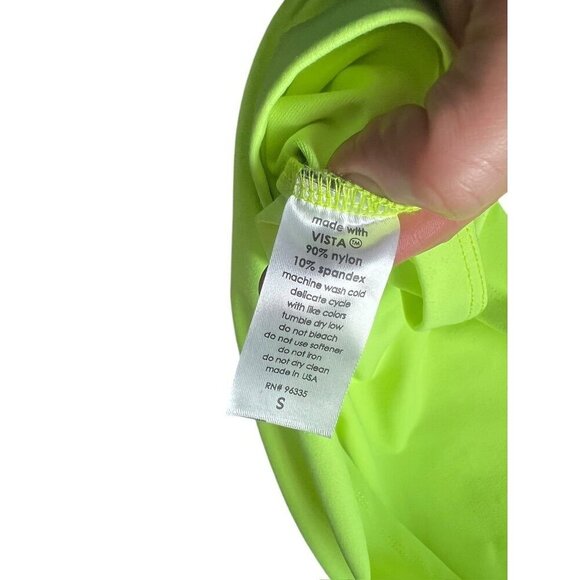 made with
VISTA™
90% nylon
10% spandex
machine wash cold
delicate cycle
with like colors
tumble dry low
do not bleach
do not use softener
do not iron
do not dry clean
made in USA
RN# 96335
S